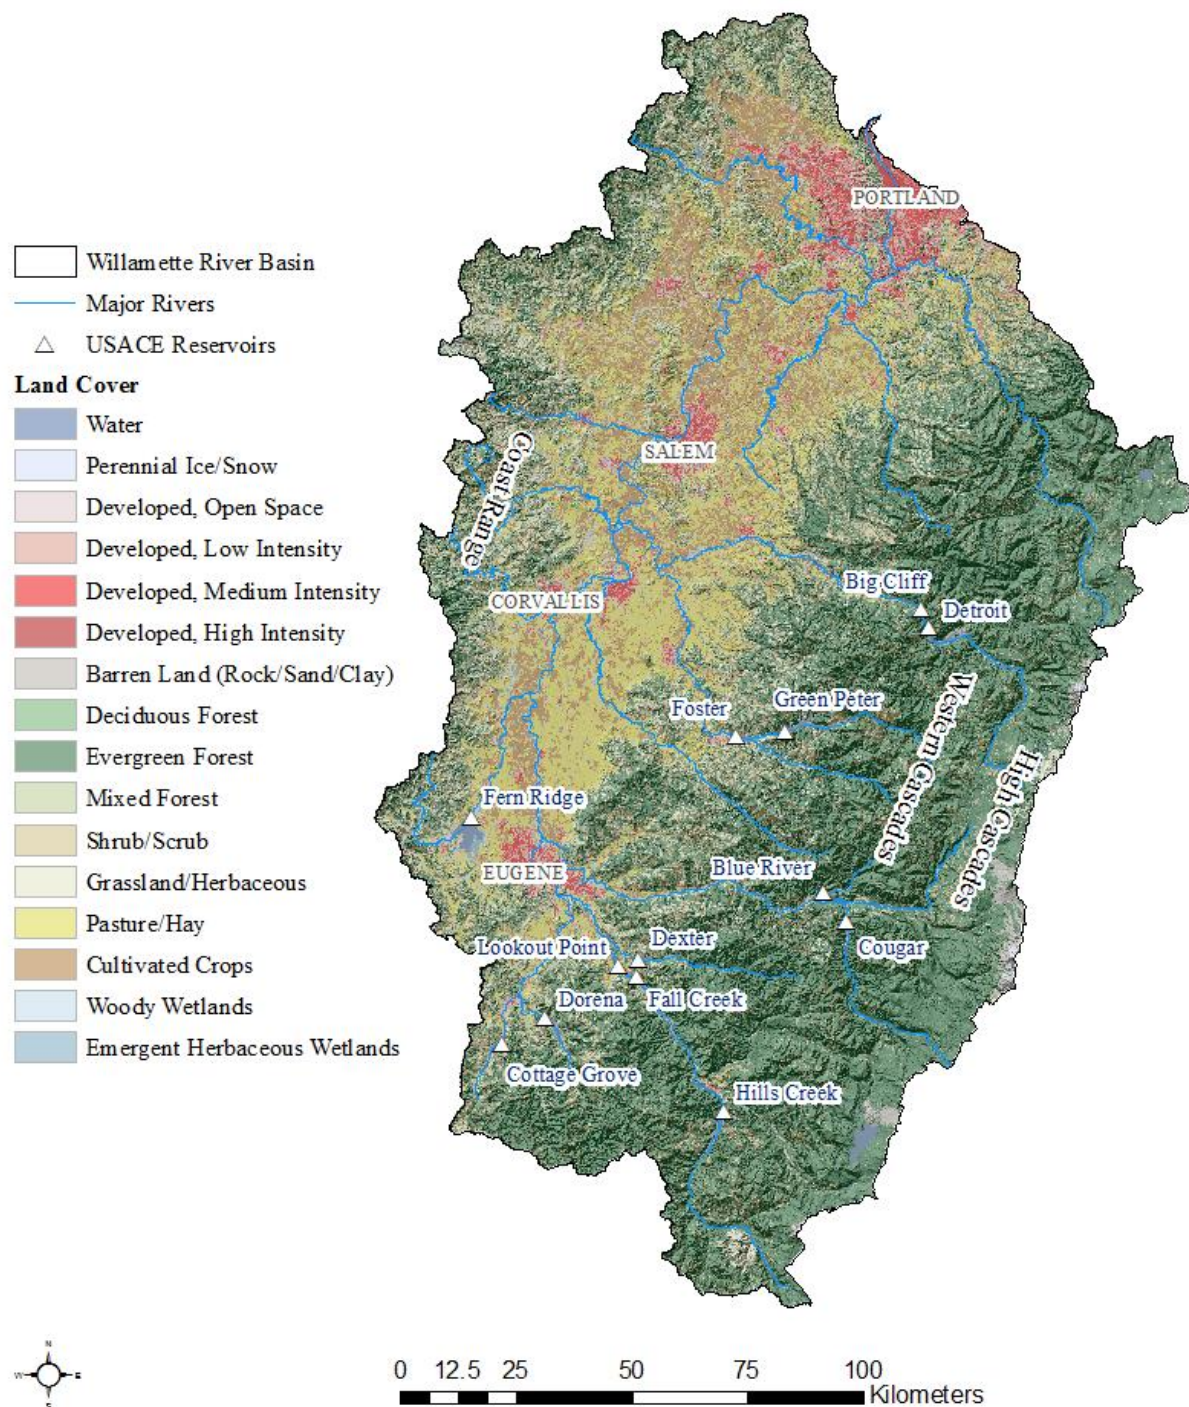 PORTLAND
Willamette River Basin
Major Rivers
USACE Reservoirs
Land Cover
Water
Perennial Ice/Snow
Developed, Open Space
Developed, Low Intensity
Developed, Medium Intensity
Developed, High Intensity
Barren Land (Rock/Sand/Clay)
Deciduous Forest
Evergreen Forest
Mixed Forest
Shrub/Scrub
Grassland/Herbaceous
Pasture/Hay
Cultivated Crops
Woody Wetlands
Emergent Herbaceous Wetlands
SALEM
Coast Range
CORVALLIS
Big Cliff
Detroit
Foster
Green Peter
Western Cascades
High Cascades
Fern Ridge
EUGENE
Blue River
Cougar
Lookout Point
Dexter
Dorena
Fall Creek
Cottage Grove
Hills Creek
N
W
E
S
0 12.5 25 50 75 100
Kilometers